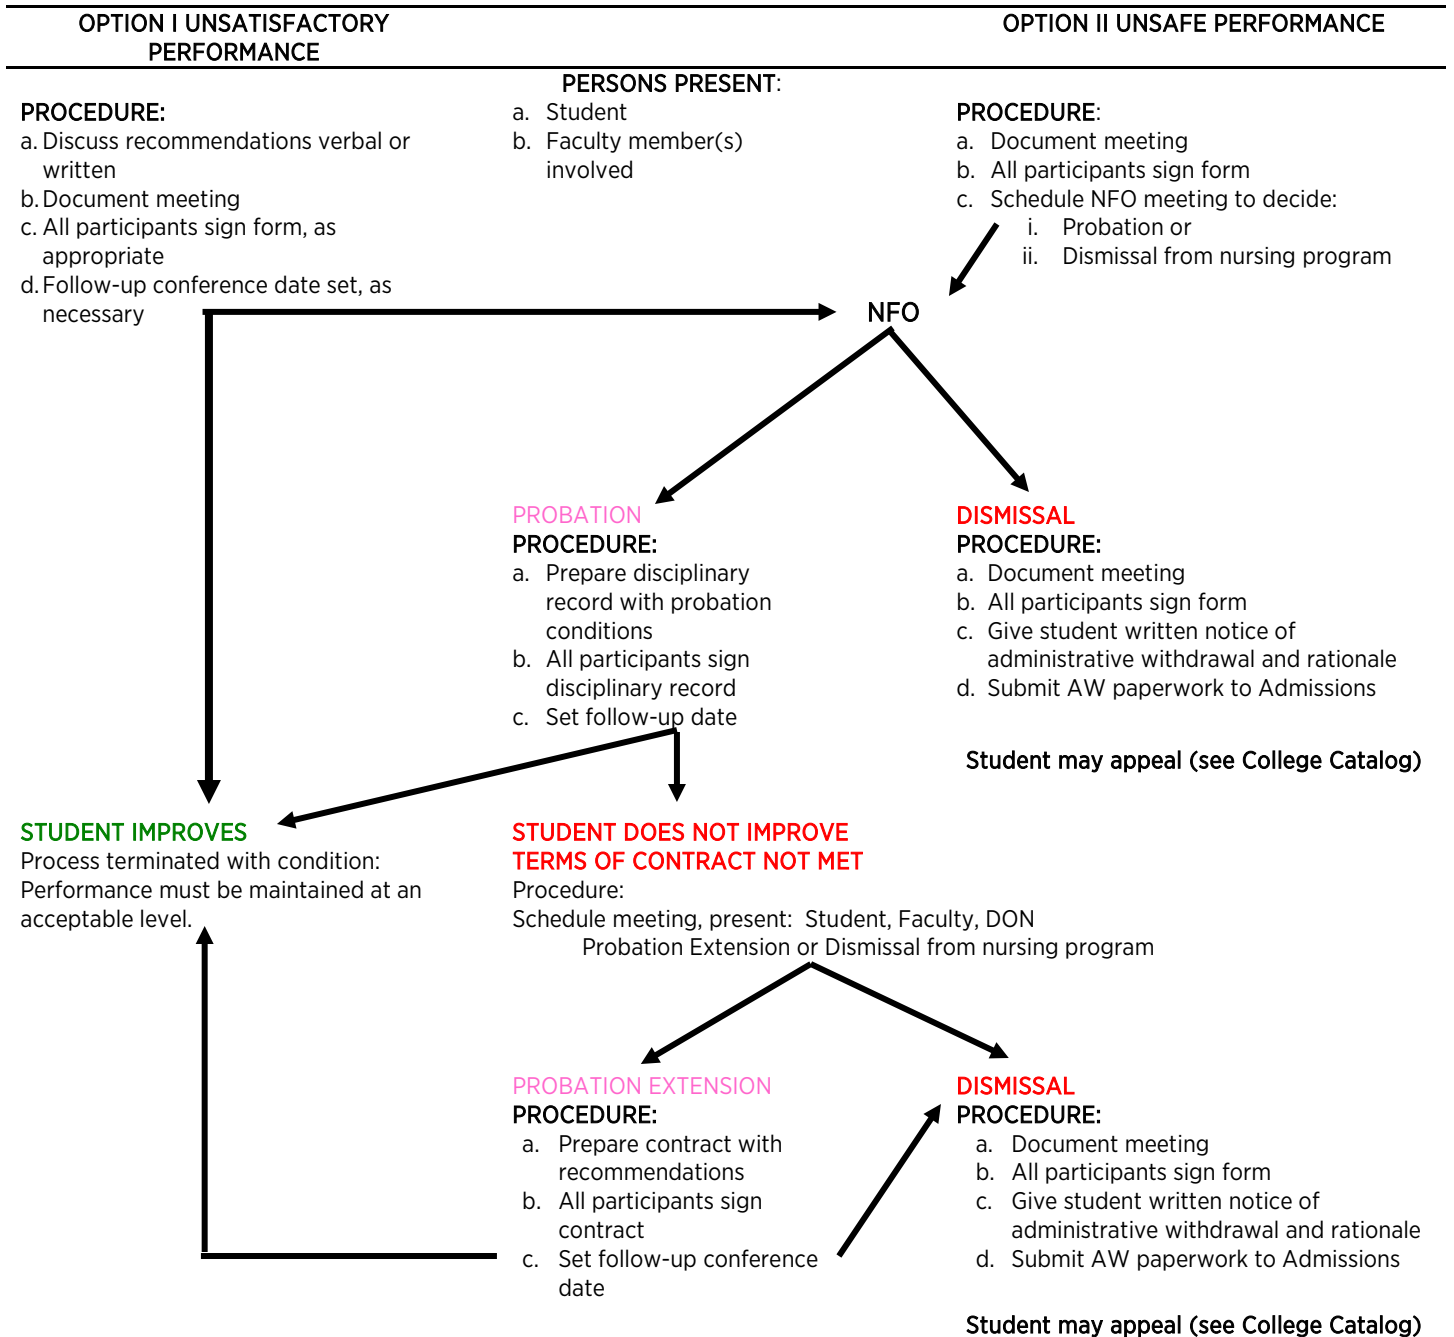 OPTION I UNSATISFACTORY
PERFORMANCE
OPTION II UNSAFE PERFORMANCE
PERSONS PRESENT:
a. Student
b. Faculty member(s)
involved
PROCEDURE:
a. Discuss recommendations verbal or
written
b. Document meeting
c. All participants sign form, as
appropriate
d. Follow-up conference date set, as
necessary
PROCEDURE:
a. Document meeting
b. All participants sign form
c. Schedule NFO meeting to decide:
i. Probation or
ii. Dismissal from nursing program
NFO
PROBATION
PROCEDURE:
a. Prepare disciplinary
record with probation
conditions
b. All participants sign
disciplinary record
c. Set follow-up date
DISMISSAL
PROCEDURE:
a. Document meeting
b. All participants sign form
c. Give student written notice of
administrative withdrawal and rationale
d. Submit AW paperwork to Admissions
Student may appeal (see College Catalog)
STUDENT IMPROVES
Process terminated with condition:
Performance must be maintained at an
acceptable level.
STUDENT DOES NOT IMPROVE
TERMS OF CONTRACT NOT MET
Procedure:
Schedule meeting, present: Student, Faculty, DON
Probation Extension or Dismissal from nursing program
PROBATION EXTENSION
PROCEDURE:
a. Prepare contract with
recommendations
b. All participants sign
contract
c. Set follow-up conference
date
DISMISSAL
PROCEDURE:
a. Document meeting
b. All participants sign form
c. Give student written notice of
administrative withdrawal and rationale
d. Submit AW paperwork to Admissions
Student may appeal (see College Catalog)